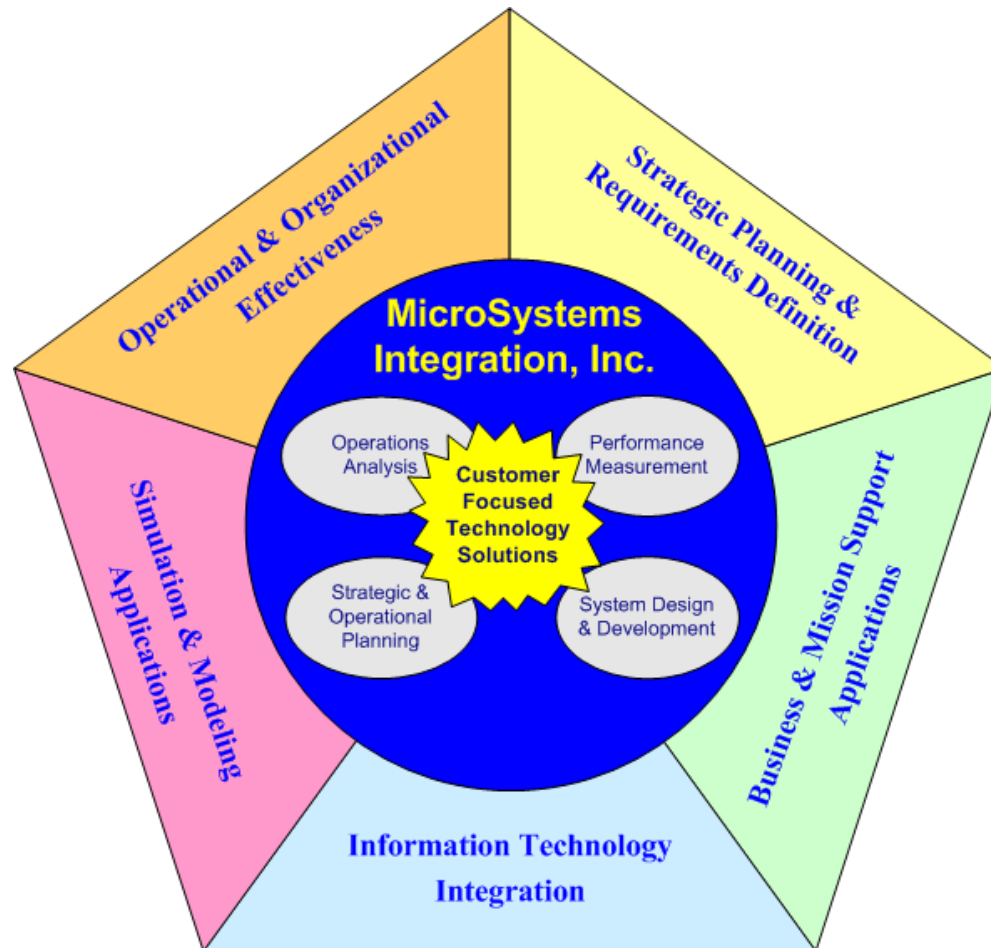 Operational & Organizational
Effectiveness
Strategic Planning &
Requirements Definition
MicroSystems
Integration, Inc.
Operations
Analysis
Performance
Measurement
Customer
Focused
Technology
Solutions
Strategic &
Operational
Planning
System Design
& Development
Simulation & Modeling
Applications
Business & Mission Support
Applications
Information Technology
Integration